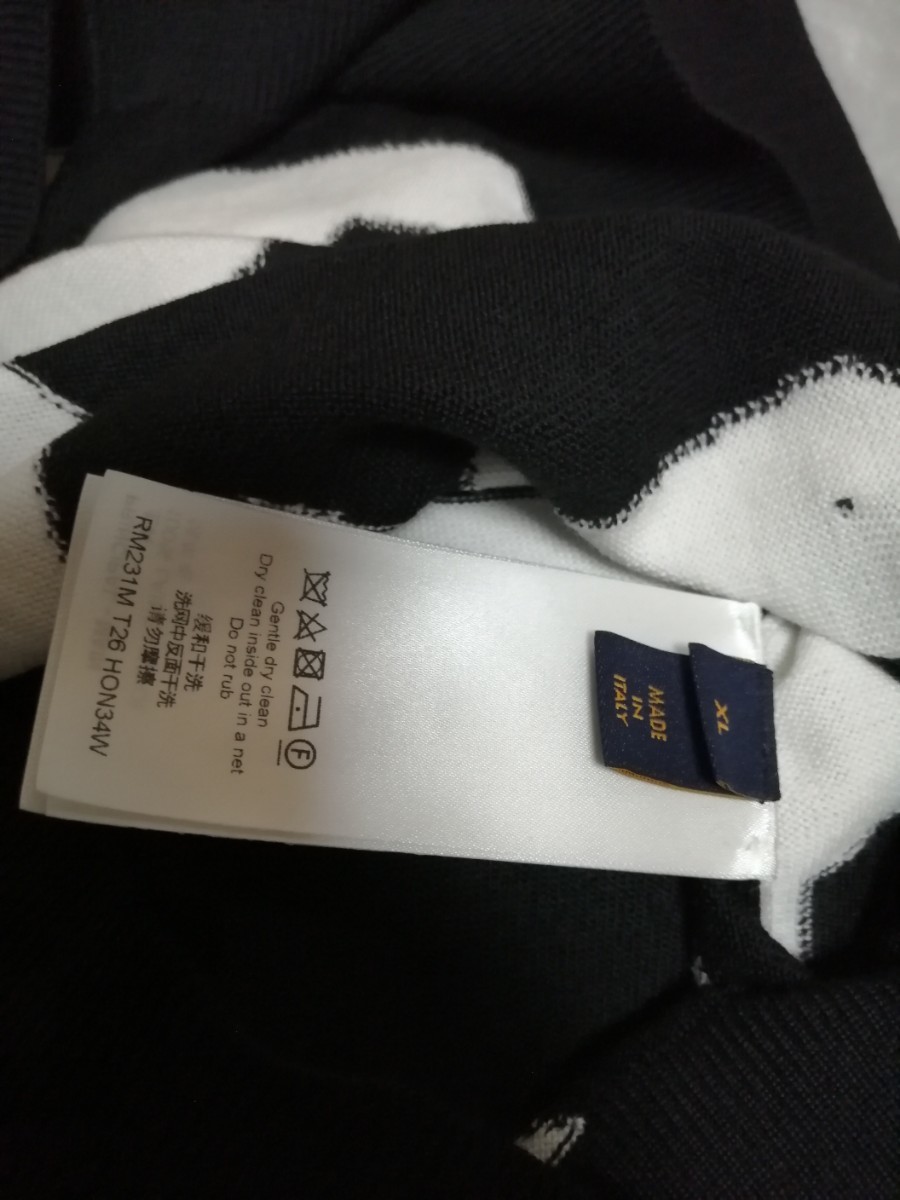 Gentle dry clean
Dry clean inside out in a net
Do not rub
缓和干洗
洗网中反面干洗
请勿摩擦
RM231M T26 HON34W
F
MADE
IN
ITALY
XL